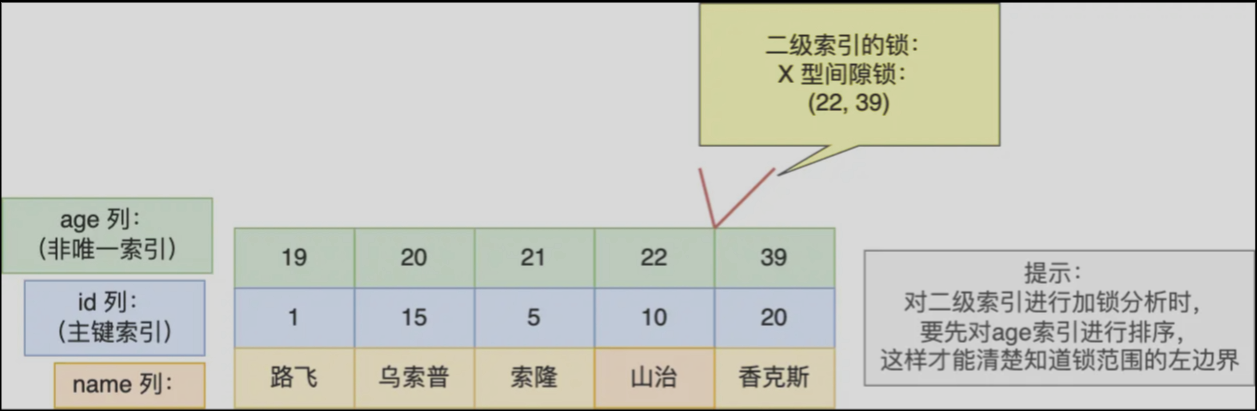 二级索引的锁：
X 型间隙锁：
(22, 39)
age 列：
（非唯一索引）
19 20 21 22 39
id 列：
（主键索引）
1 15 5 10 20
name 列：
路飞 乌索普 索隆 山治 香克斯
提示：
对二级索引进行加锁分析时，
要先对age索引进行排序，
这样才能清楚知道锁范围的左边界